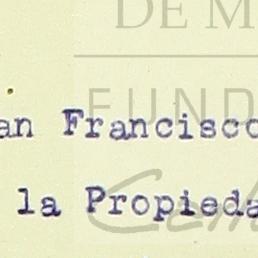 DE M
FUND
an Francisco
la Propieda